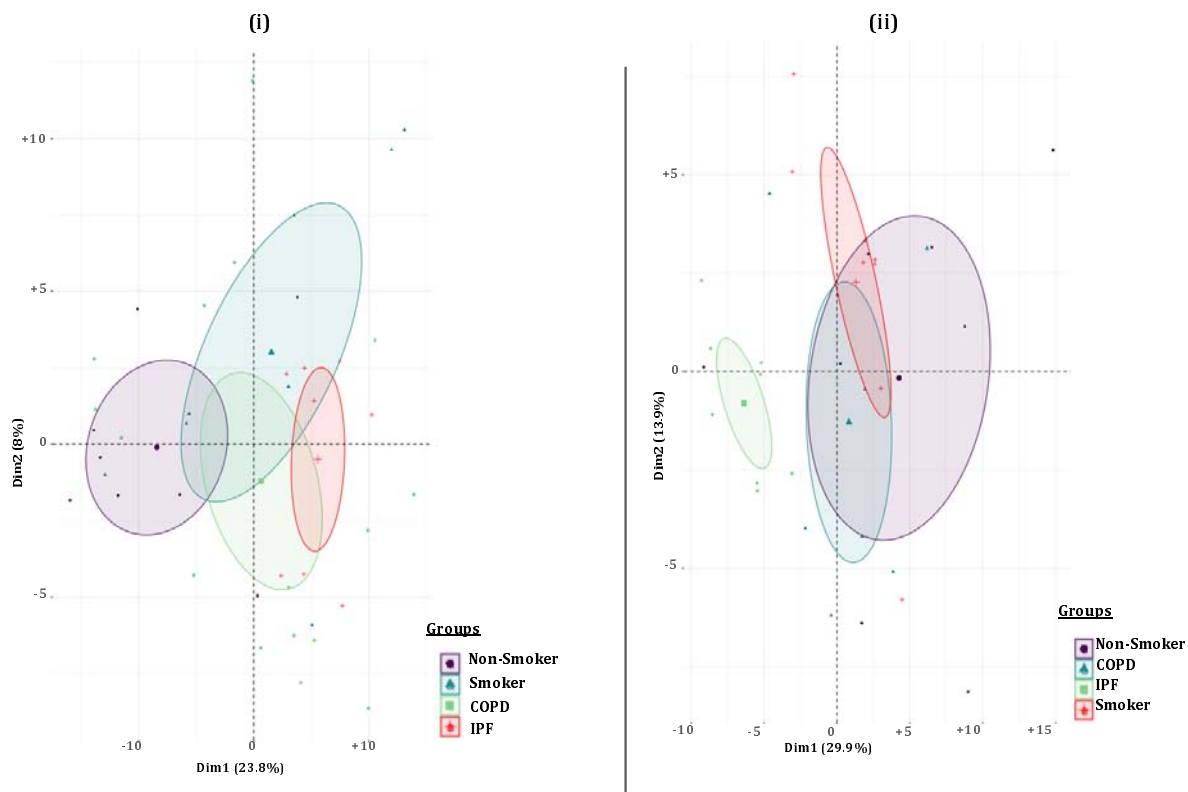 (i)
+10
+5
0
-5
-10
0
+10
Dim2 (8%)
Dim1 (23.8%)
Groups
Non-Smoker
Smoker
COPD
IPF
(ii)
+5
0
-5
-10
-5
0
+5
+10
+15
Dim2 (13.9%)
Dim1 (29.9%)
Groups
Non-Smoker
COPD
IPF
Smoker